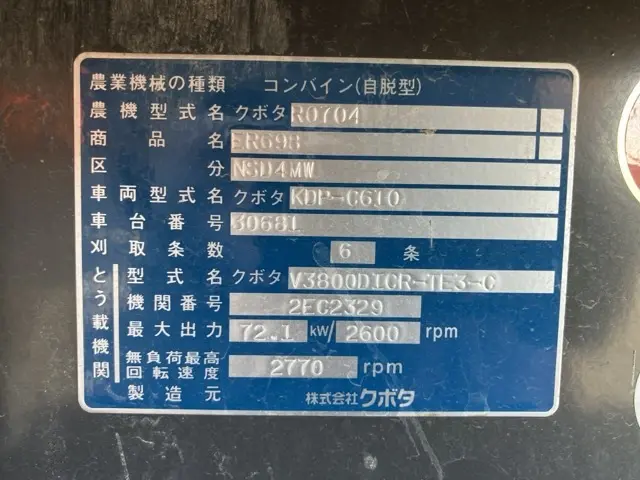 農業機械の種類 コンバイン(自脱型)
農機型式名 クボタ R0704
商品名 ER698
区分 NSD4MW
車両型式名 クボタ KDP-C610
車台番号 30681
刈取条数 6 条
とう載機関
型式名 クボタ V3800DICR-TE3-C
機関番号 2EC2329
最大出力 72.1 kW/ 2600 rpm
無負荷最高回転速度 2770 rpm
製造元 株式会社クボタ